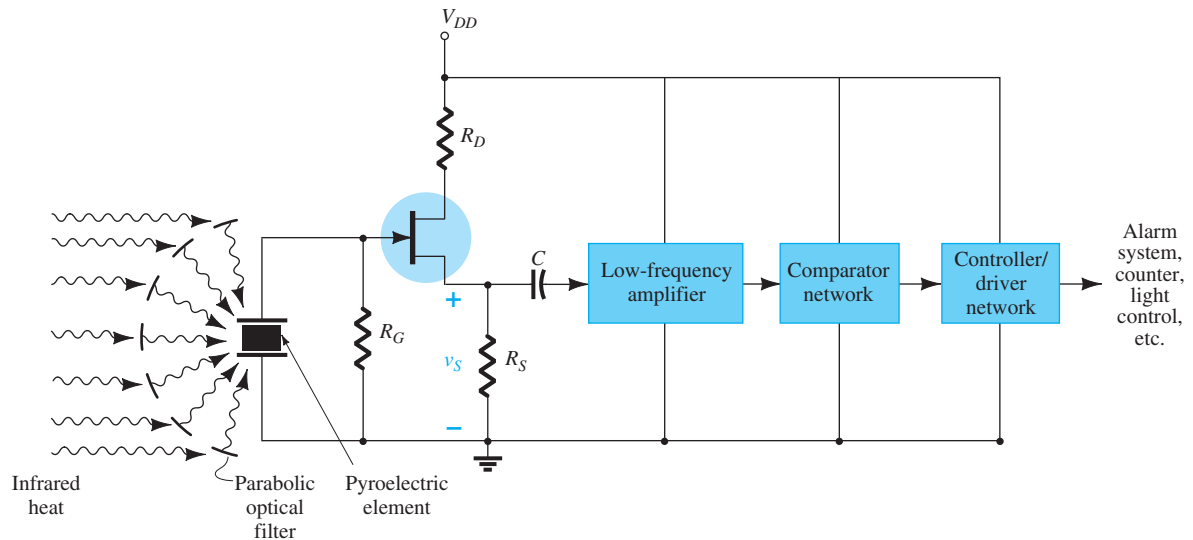 V_DD
R_D
C
Low-frequency
amplifier
Comparator
network
Controller/
driver
network
Alarm
system,
counter,
light
control,
etc.
+
R_G
v_S
R_S
−
Infrared
heat
Parabolic
optical
filter
Pyroelectric
element